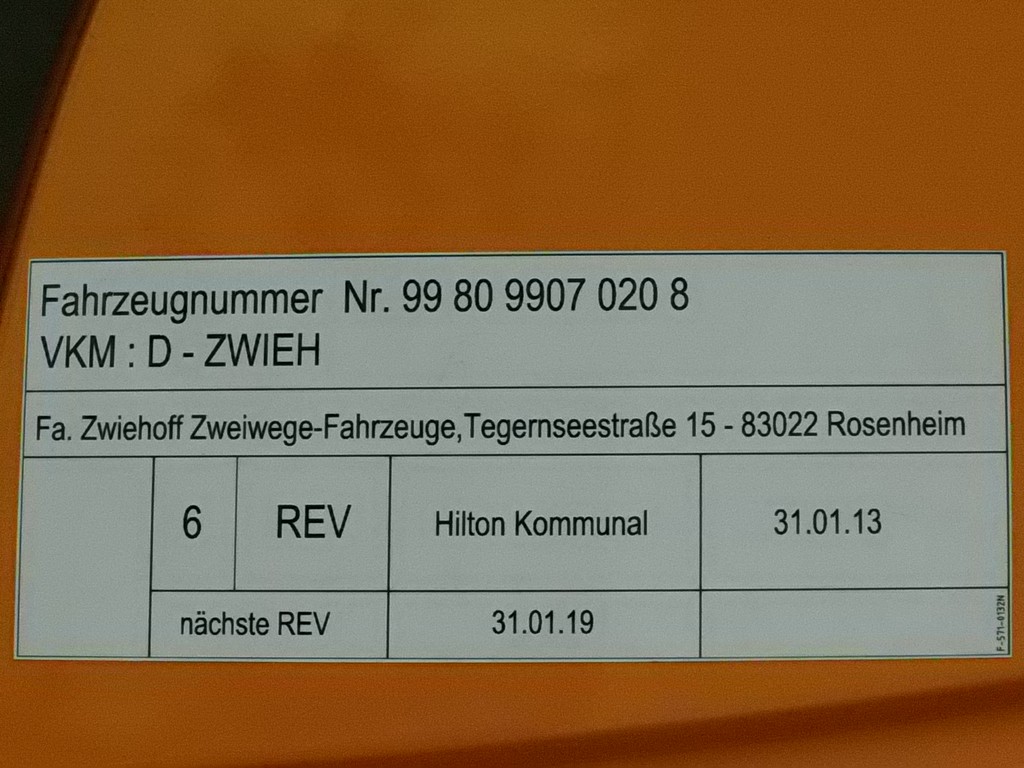 Fahrzeugnummer Nr. 99 80 9907 020 8
VKM : D - ZWIEH
Fa. Zwiehoff Zweiwege-Fahrzeuge, Tegernseestraße 15 - 83022 Rosenheim
6 REV Hilton Kommunal 31.01.13
nächste REV 31.01.19
F-571-0132N